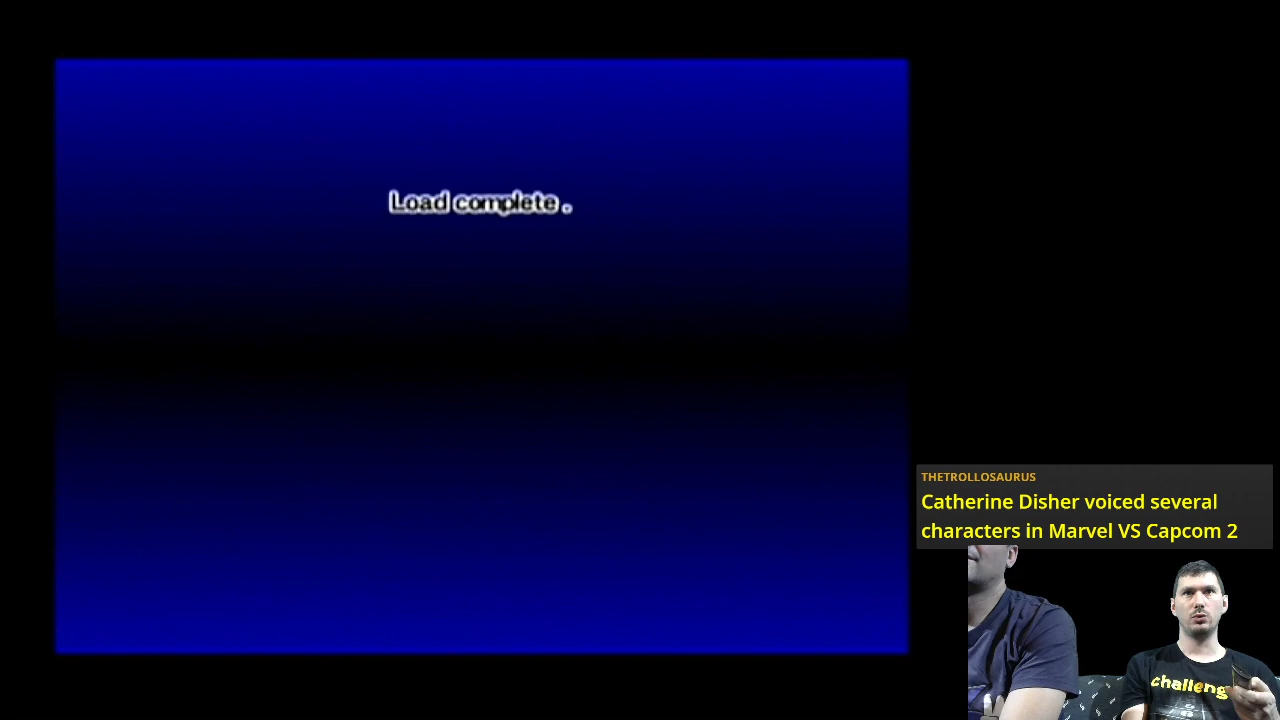 Load complete .
THETROLLOSAURUS
Catherine Disher voiced several
characters in Marvel VS Capcom 2
challeng